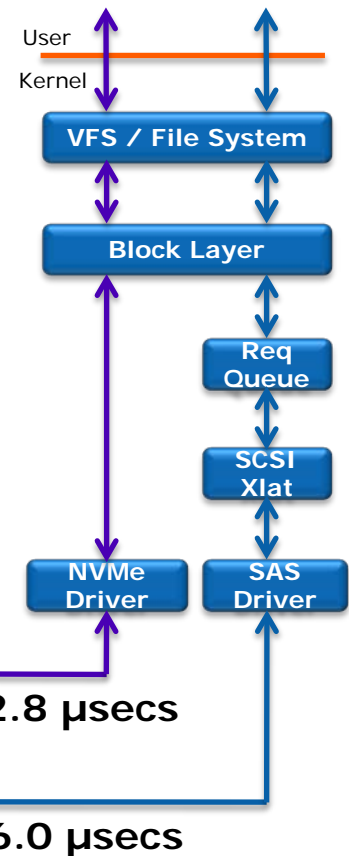 User
Kernel
VFS / File System
Block Layer
Req
Queue
SCSI
Xlat
NVMe
Driver
SAS
Driver
2.8 µsecs
6.0 µsecs